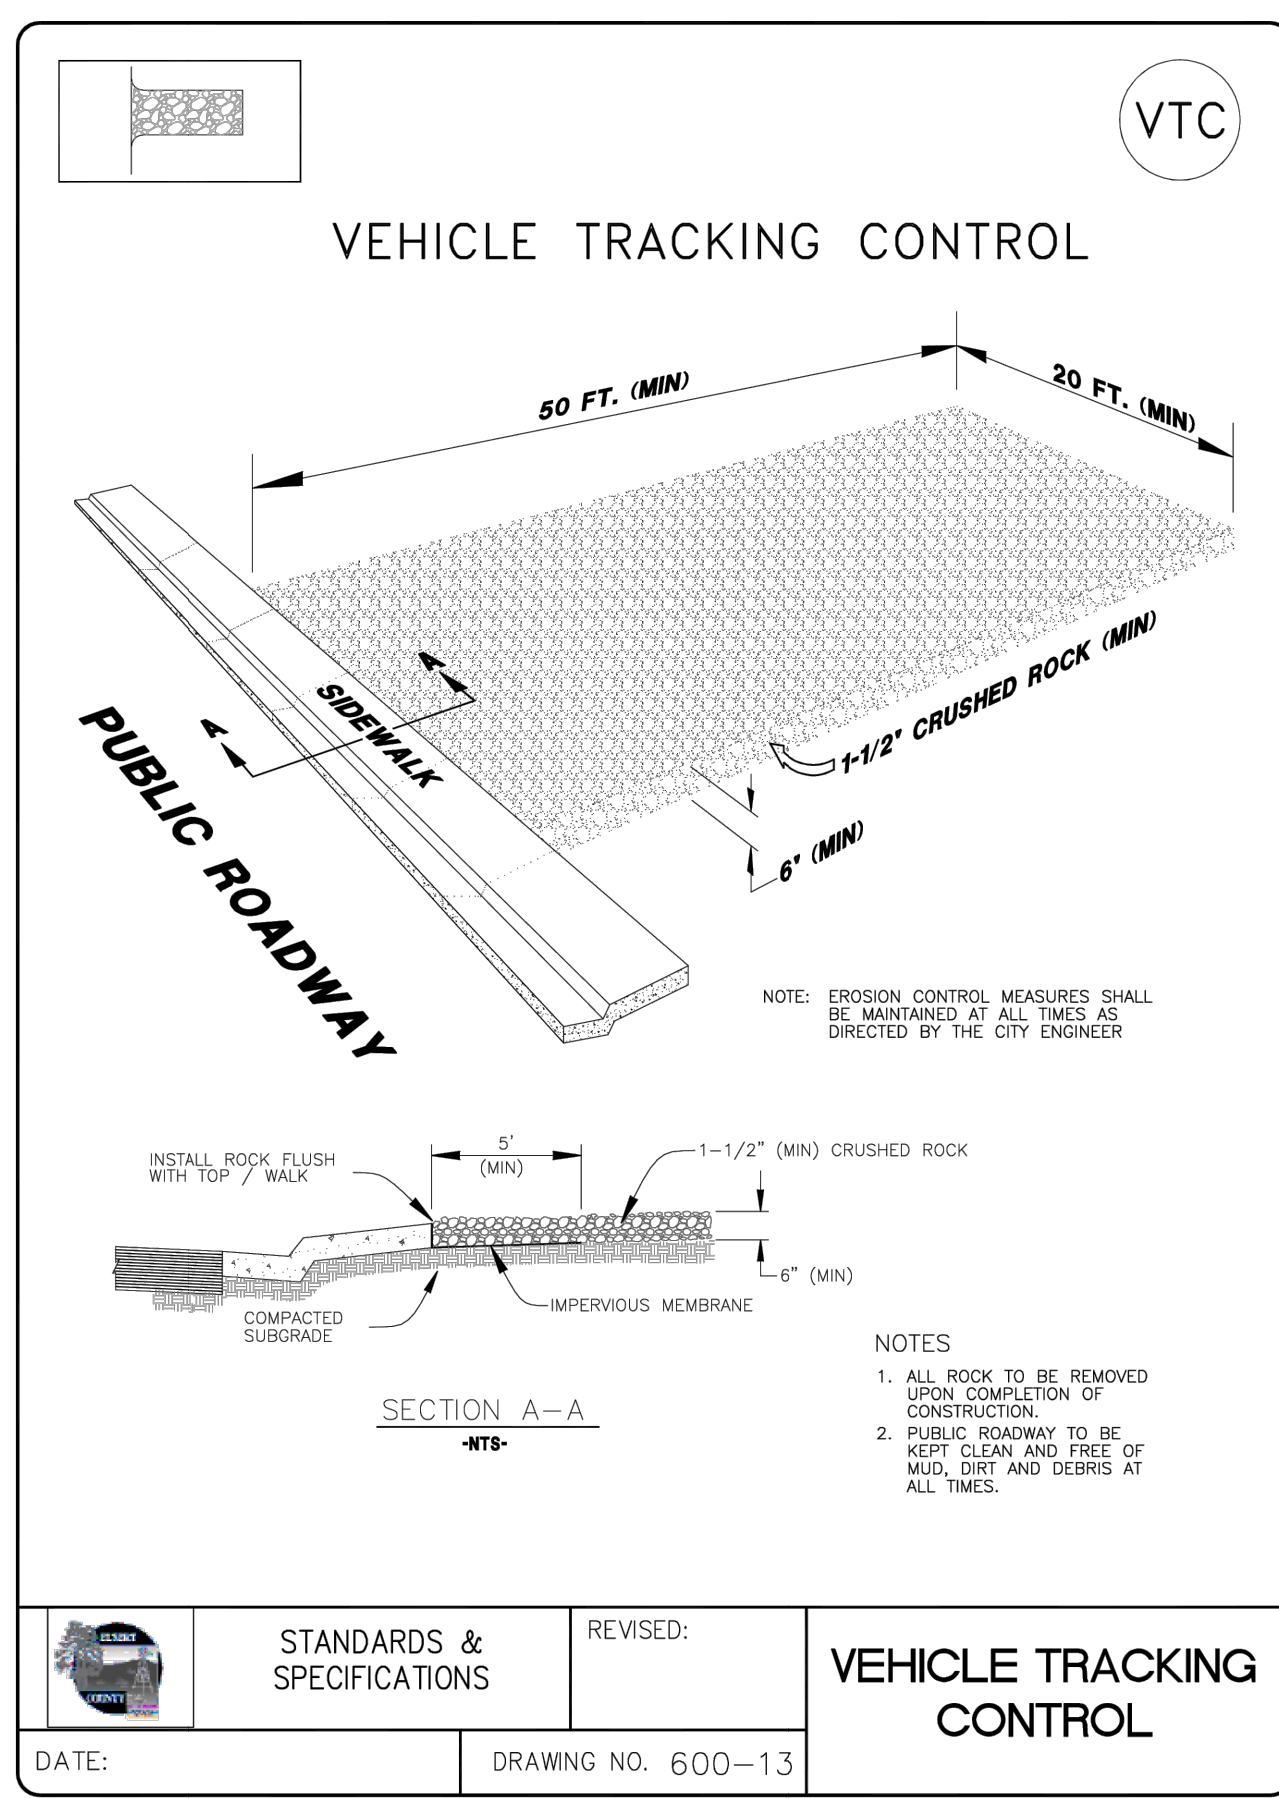 VTC
VEHICLE TRACKING CONTROL
50 FT. (MIN)
20 FT. (MIN)
1-1/2" CRUSHED ROCK (MIN)
6" (MIN)
A
A
SIDEWALK
PUBLIC ROADWAY
NOTE: EROSION CONTROL MEASURES SHALL
BE MAINTAINED AT ALL TIMES AS
DIRECTED BY THE CITY ENGINEER
INSTALL ROCK FLUSH
WITH TOP / WALK
5'
(MIN)
1-1/2" (MIN) CRUSHED ROCK
6" (MIN)
IMPERVIOUS MEMBRANE
COMPACTED
SUBGRADE
SECTION A-A
-NTS-
NOTES
1. ALL ROCK TO BE REMOVED
UPON COMPLETION OF
CONSTRUCTION.
2. PUBLIC ROADWAY TO BE
KEPT CLEAN AND FREE OF
MUD, DIRT AND DEBRIS AT
ALL TIMES.
ELBERT
COUNTY
STANDARDS &
SPECIFICATIONS
REVISED:
VEHICLE TRACKING
CONTROL
DATE:
DRAWING NO. 600-13